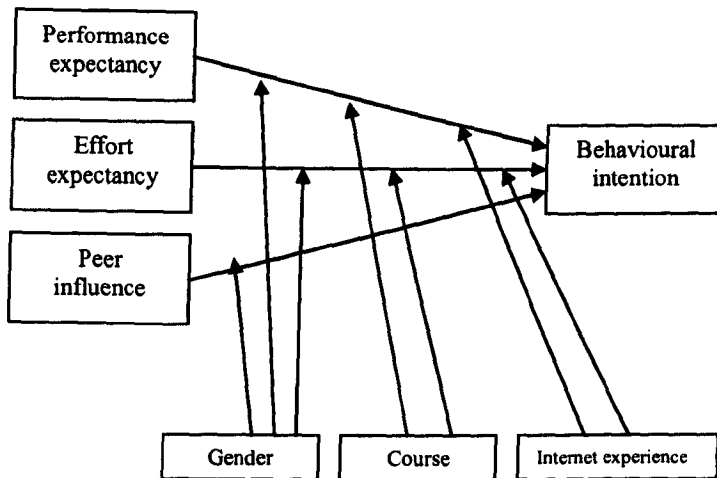 Performance
expectancy
Effort
expectancy
Peer
influence
Behavioural
intention
Gender
Course
Internet experience